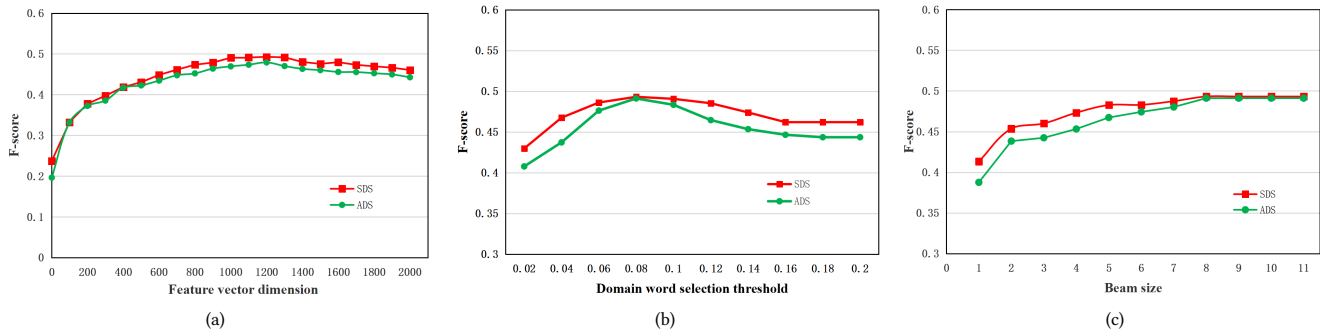 0.6
0.5
0.4
0.3
0.2
0.1
0
F-score
SDS
ADS
0 200 400 600 800 1000 1200 1400 1600 1800 2000
Feature vector dimension
(a)
0.6
0.55
0.5
0.45
0.4
0.35
0.3
F-score
SDS
ADS
0.02 0.04 0.06 0.08 0.1 0.12 0.14 0.16 0.18 0.2
Domain word selection threshold
(b)
0.6
0.55
0.5
0.45
0.4
0.35
0.3
F-score
SDS
ADS
0 1 2 3 4 5 6 7 8 9 10 11
Beam size
(c)